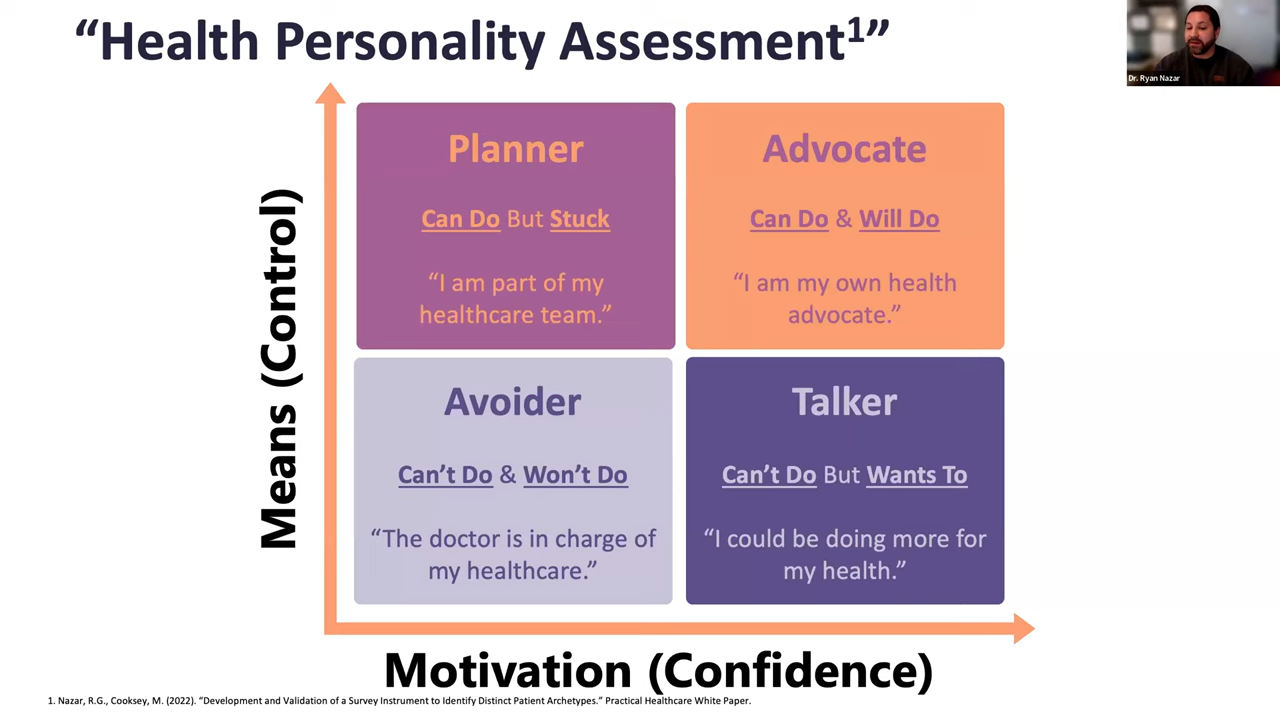 “Health Personality Assessment¹”
Dr. Ryan Nazar
Means (Control)
Planner
Can Do But Stuck
“I am part of my
healthcare team.”
Advocate
Can Do & Will Do
“I am my own health
advocate.”
Avoider
Can’t Do & Won’t Do
“The doctor is in charge of
my healthcare.”
Talker
Can’t Do But Wants To
“I could be doing more for
my health.”
Motivation (Confidence)
1. Nazar, R.G., Cooksey, M. (2022). “Development and Validation of a Survey Instrument to Identify Distinct Patient Archetypes.” Practical Healthcare White Paper.